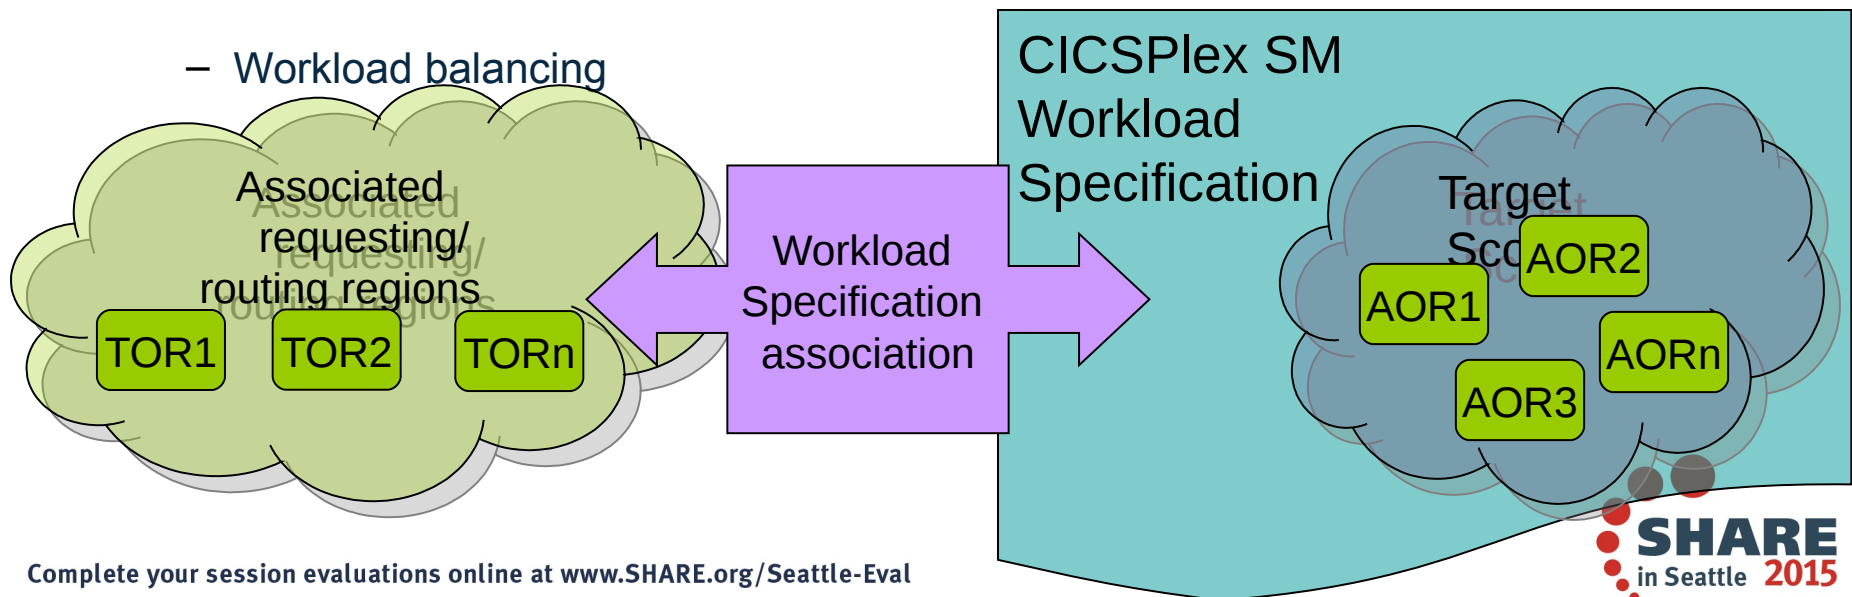 – Workload balancing
CICSPlex SM
Workload
Specification
Associated
requesting/
routing regions
TOR1 TOR2 TORn
Workload
Specification
association
Target
AOR2
AOR1
AORn
AOR3
Complete your session evaluations online at www.SHARE.org/Seattle-Eval
SHARE
in Seattle 2015